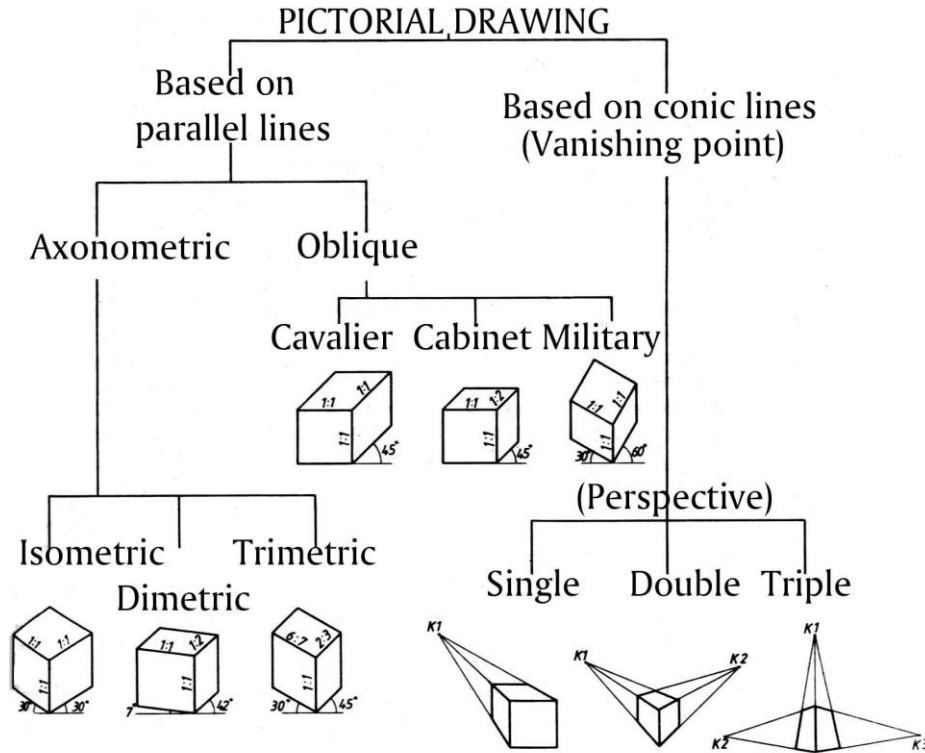 PICTORIAL DRAWING
Based on
parallel lines
Based on conic lines
(Vanishing point)
Axonometric
Oblique
Cavalier
Cabinet
Military
1:1
1:1
1:1
45°
1:1
1:2
1:1
45°
1:1
1:1
1:1
30°
60°
(Perspective)
Isometric
Trimetric
Dimetric
Single
Double
Triple
1:1
1:1
1:1
30°
30°
1:1
1:2
1:1
7°
42°
6:7
2:3
1:1
30°
45°
K1
K1
K2
K1
K2
K3